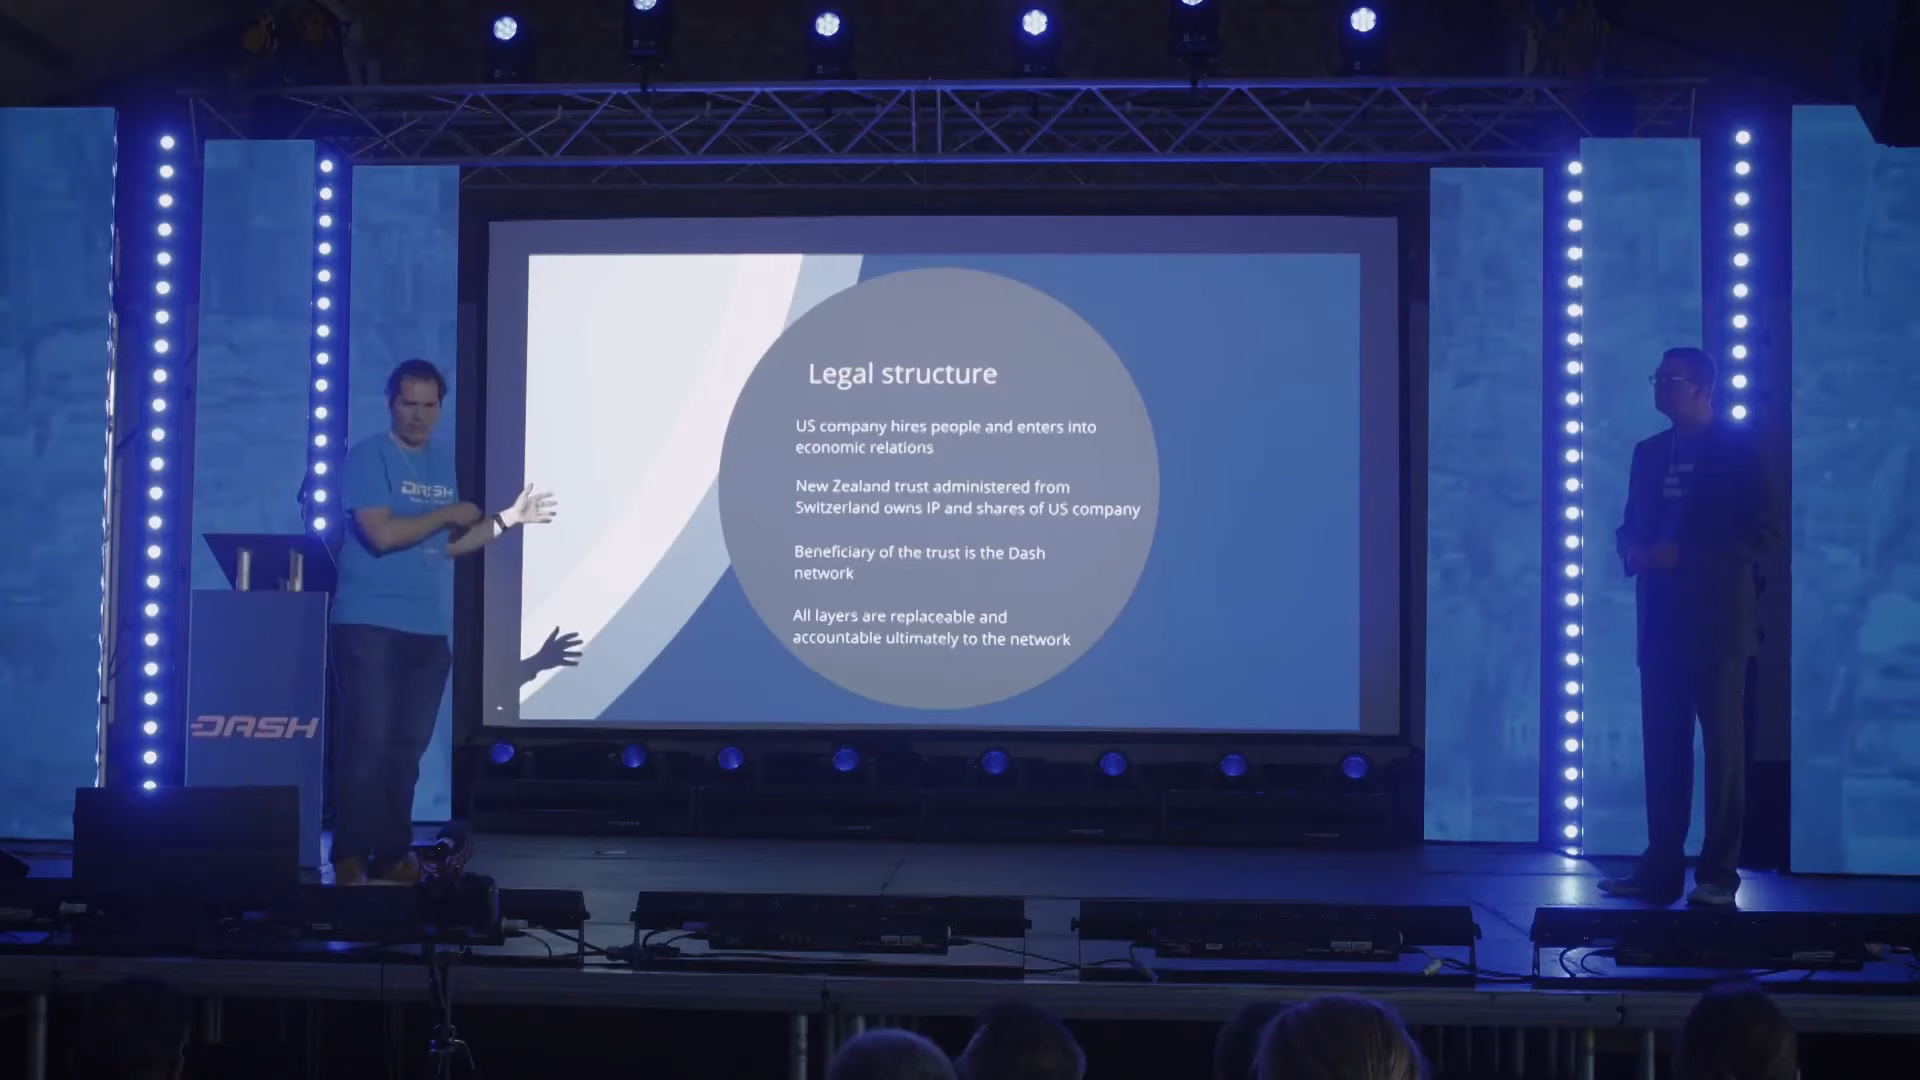 Legal structure
US company hires people and enters into
economic relations
New Zealand trust administered from
Switzerland owns IP and shares of US company
Beneficiary of the trust is the Dash
network
All layers are replaceable and
accountable ultimately to the network
DASH
DASH